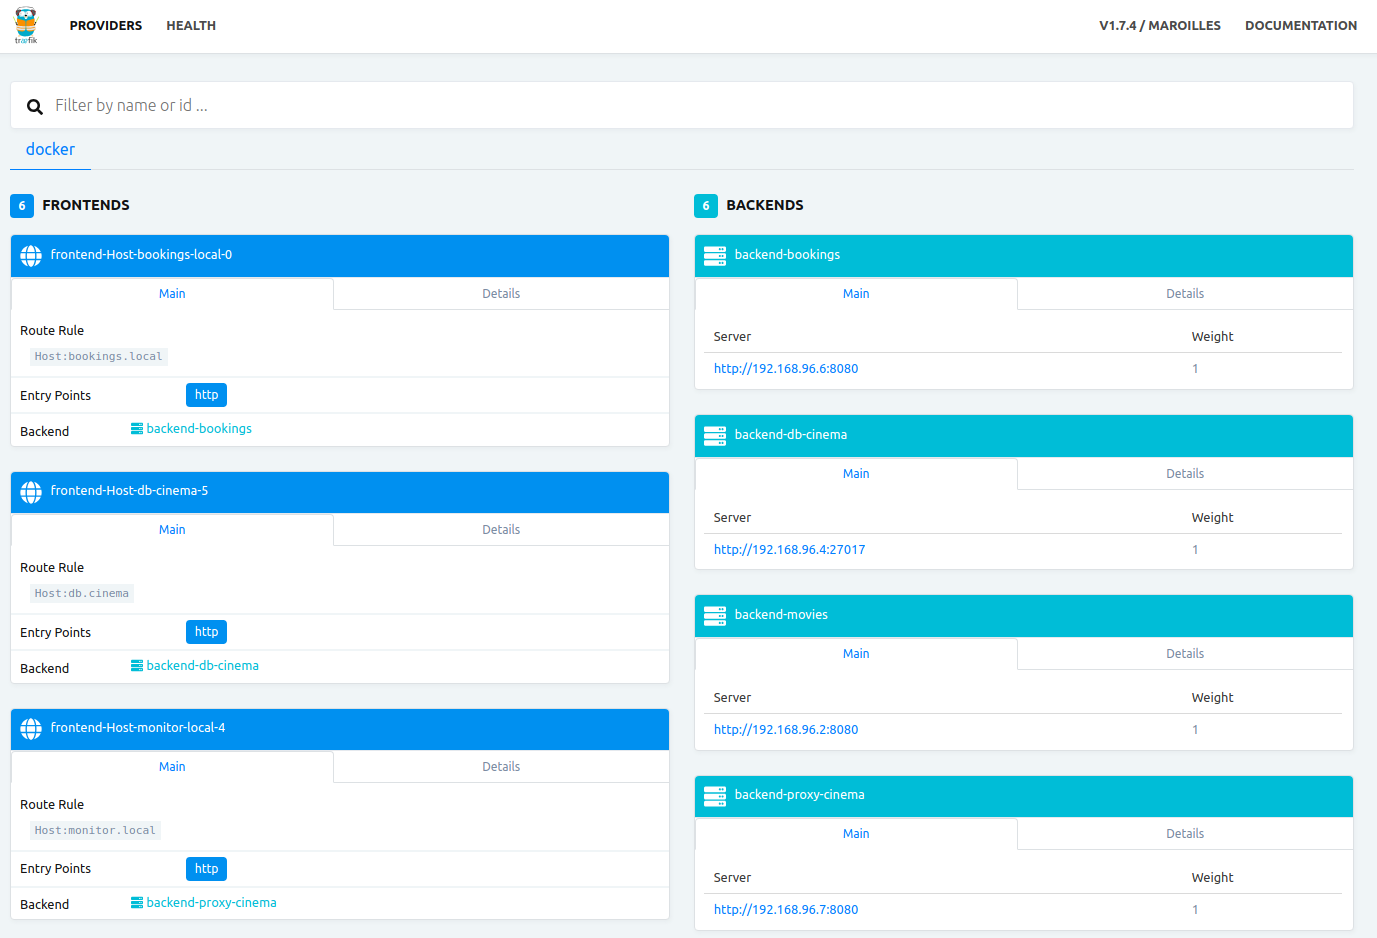 træfik
PROVIDERS HEALTH V1.7.4 / MAROILLES DOCUMENTATION
Filter by name or id ...
docker
6 FRONTENDS
frontend-Host-bookings-local-0
Main Details
Route Rule
Host:bookings.local
Entry Points http
Backend backend-bookings
frontend-Host-db-cinema-5
Main Details
Route Rule
Host:db.cinema
Entry Points http
Backend backend-db-cinema
frontend-Host-monitor-local-4
Main Details
Route Rule
Host:monitor.local
Entry Points http
Backend backend-proxy-cinema
6 BACKENDS
backend-bookings
Main Details
Server Weight
http://192.168.96.6:8080 1
backend-db-cinema
Main Details
Server Weight
http://192.168.96.4:27017 1
backend-movies
Main Details
Server Weight
http://192.168.96.2:8080 1
backend-proxy-cinema
Main Details
Server Weight
http://192.168.96.7:8080 1